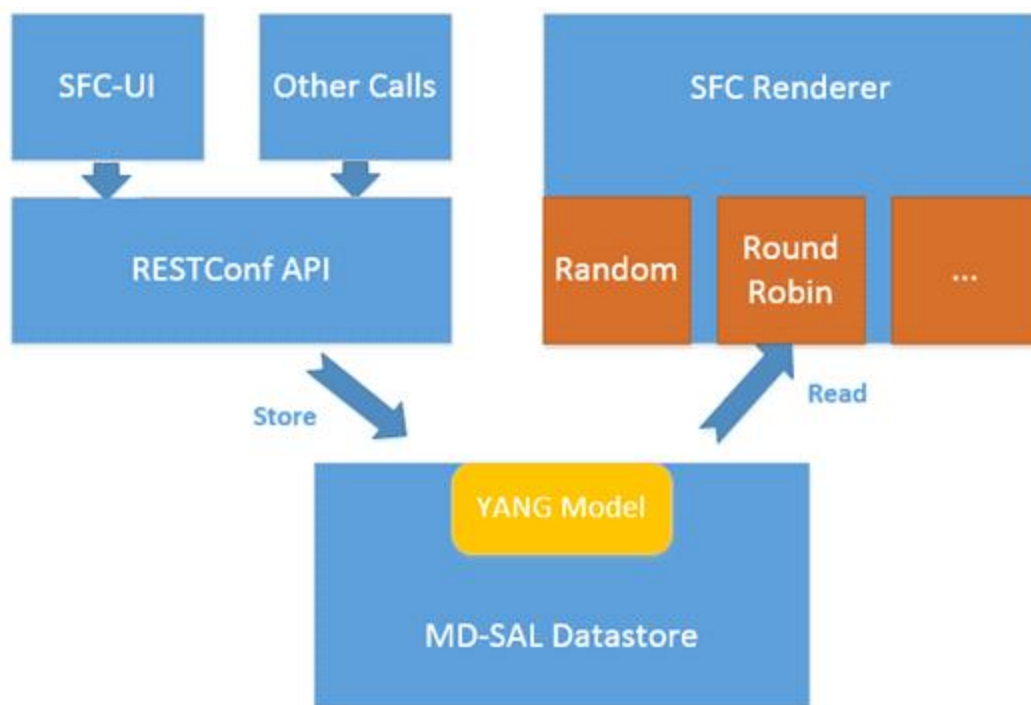 SFC-UI
Other Calls
SFC Renderer
RESTConf API
Random
Round
Robin
...
Store
Read
YANG Model
MD-SAL Datastore